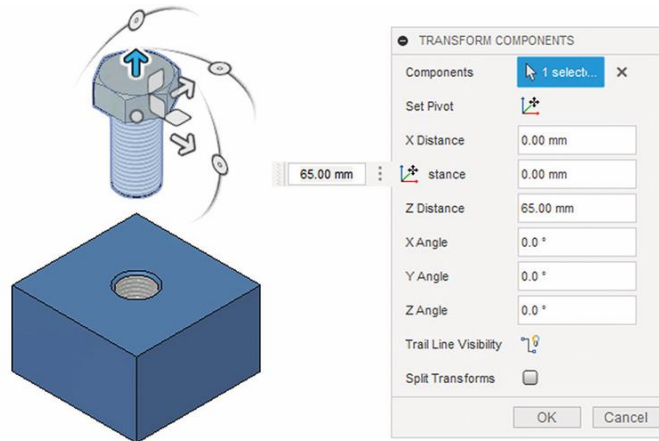 TRANSFORM COMPONENTS
Components 1 selecti... ×
Set Pivot
X Distance 0.00 mm
65.00 mm stance 0.00 mm
Z Distance 65.00 mm
X Angle 0.0 °
Y Angle 0.0 °
Z Angle 0.0 °
Trail Line Visibility
Split Transforms
OK Cancel